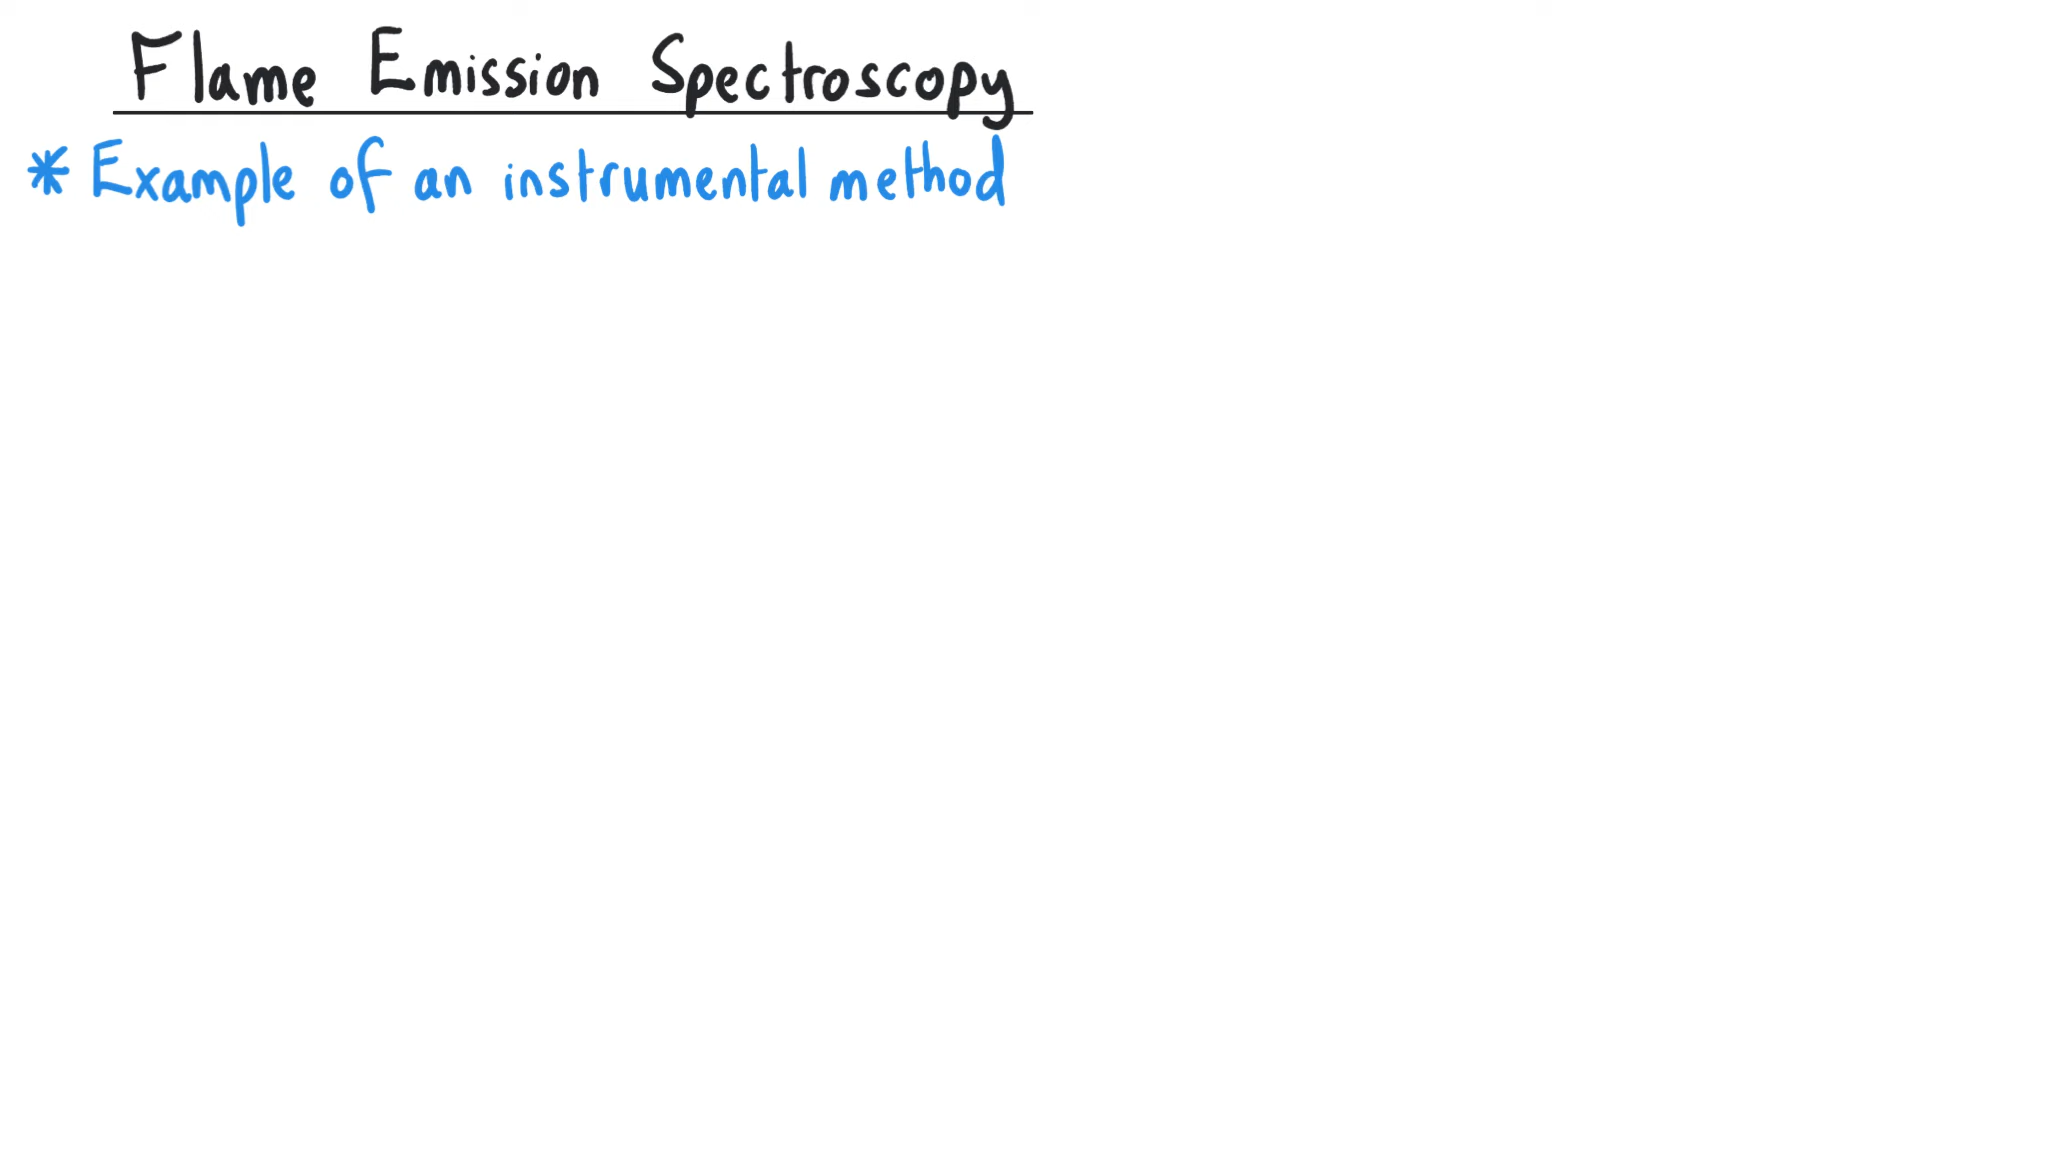 Flame Emission Spectroscopy
* Example of an instrumental method